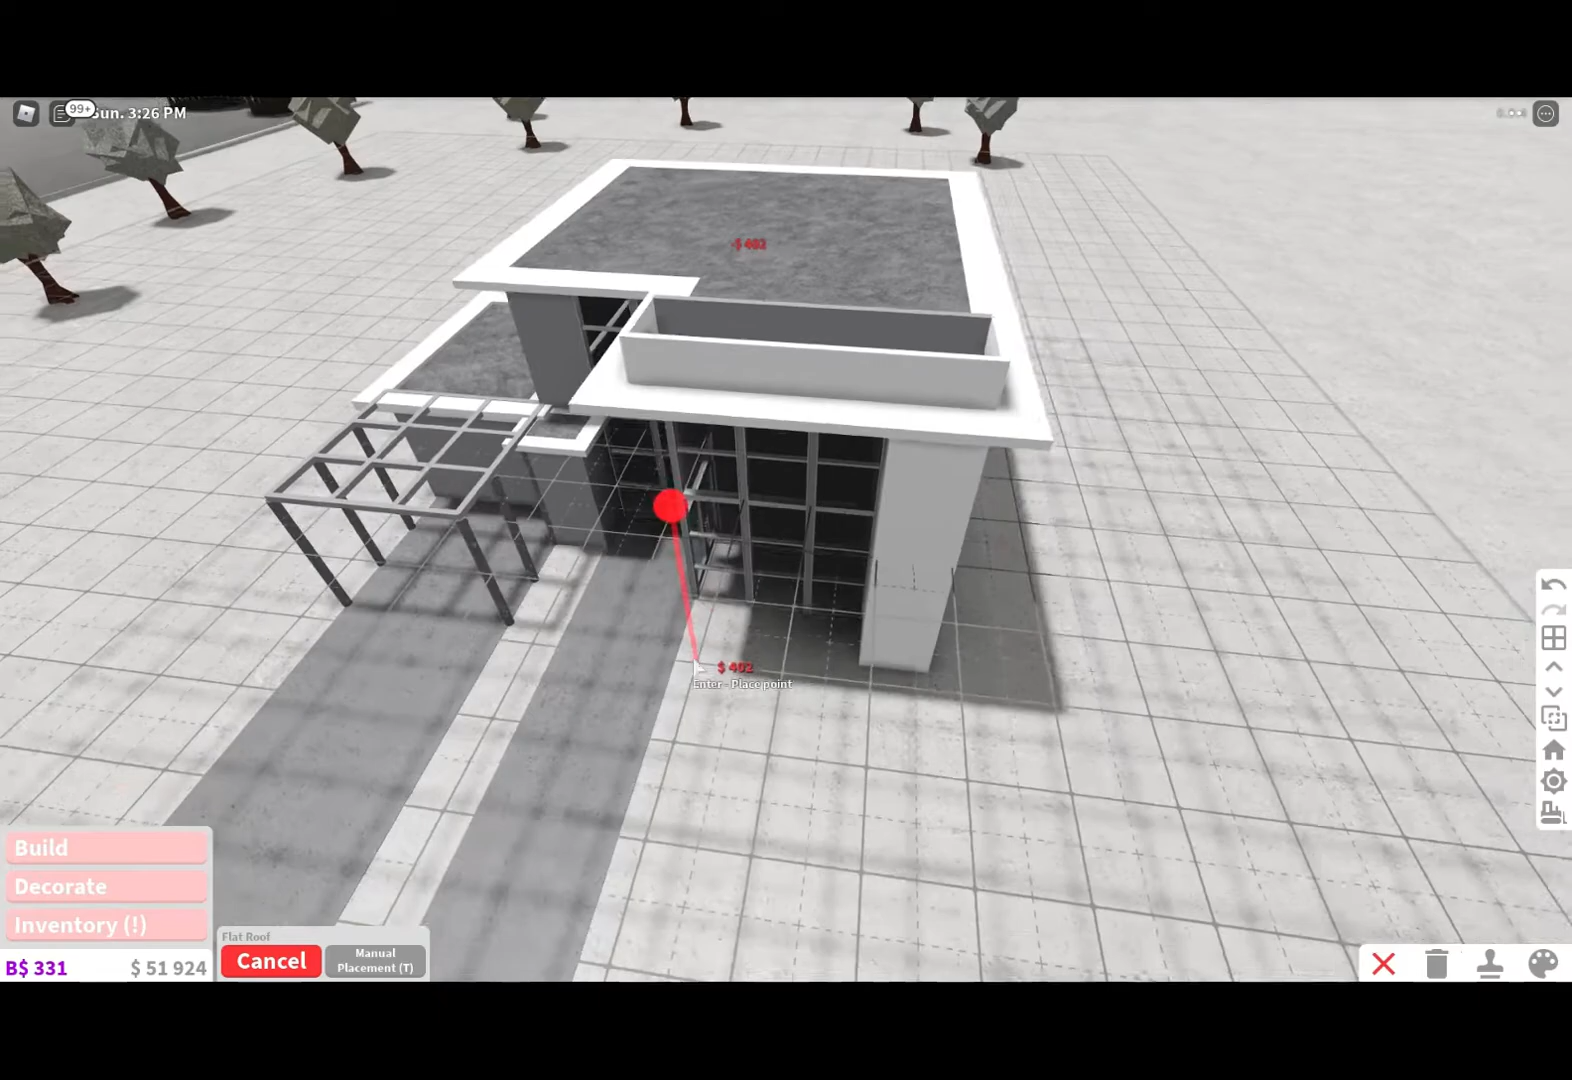 99+
Sun. 3:26 PM
-$ 402
$ 402
Enter - Place point
Build
Decorate
Inventory (!)
B$ 331
$ 51 924
Flat Roof
Cancel
Manual
Placement (T)